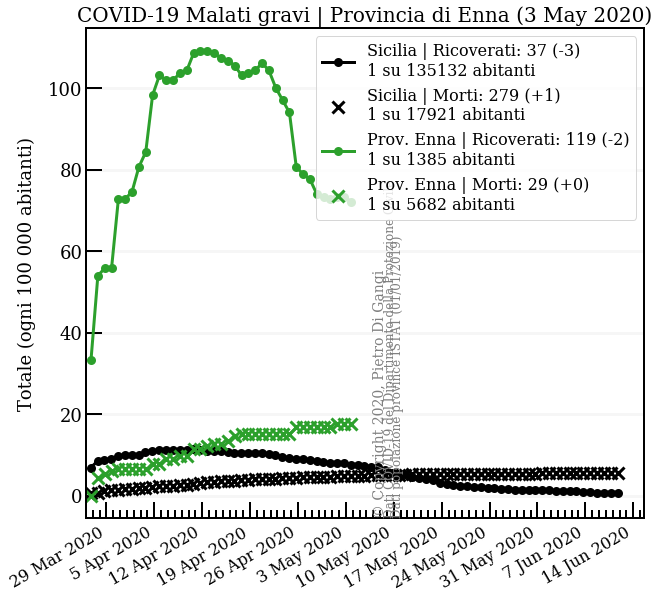 COVID-19 Malati gravi | Provincia di Enna (3 May 2020)
Sicilia | Ricoverati: 37 (-3)
1 su 135132 abitanti
Sicilia | Morti: 279 (+1)
1 su 17921 abitanti
Prov. Enna | Ricoverati: 119 (-2)
1 su 1385 abitanti
Prov. Enna | Morti: 29 (+0)
1 su 5682 abitanti
Totale (ogni 100 000 abitanti)
100
80
60
40
20
0
2020, Pietro Di Gangi
del Dipartimento della Protezione
popolazione province ISTAT (01/01/2019)
29 Mar 2020
5 Apr 2020
12 Apr 2020
19 Apr 2020
26 Apr 2020
3 May 2020
10 May 2020
17 May 2020
24 May 2020
31 May 2020
7 Jun 2020
14 Jun 2020